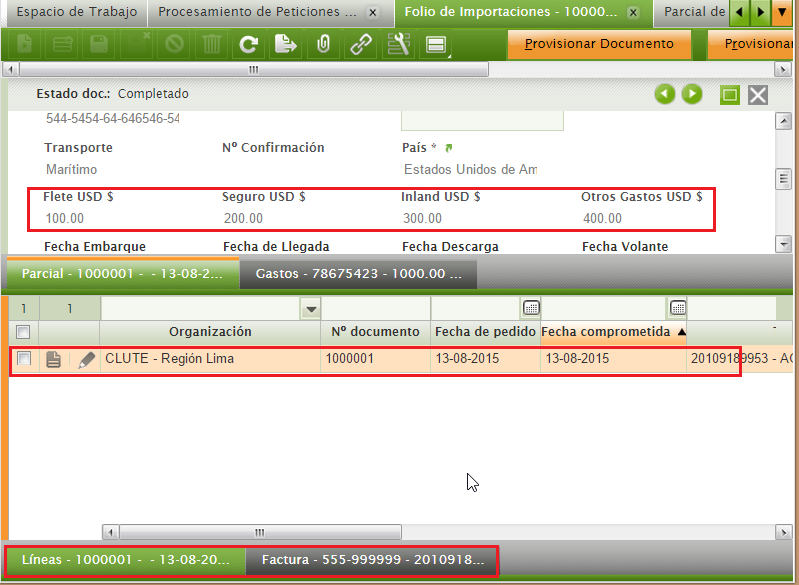 Espacio de Trabajo Procesamiento de Peticiones ... x Folio de Importaciones - 10000... x Parcial de
Provisionar Documento Provisionar
Estado doc.: Completado
544-5454-64-646546-54
Transporte Nº Confirmación País *
Marítimo Estados Unidos de Am
Flete USD $ Seguro USD $ Inland USD $ Otros Gastos USD $
100.00 200.00 300.00 400.00
Fecha Embarque Fecha de Llegada Fecha Descarga Fecha Volante
Parcial - 1000001 - - 13-08-2... Gastos - 78675423 - 1000.00 ...
1 1
Organización Nº documento Fecha de pedido Fecha comprometida -
CLUTE - Región Lima 1000001 13-08-2015 13-08-2015 20109189953 - AC
Líneas - 1000001 - - 13-08-20... Factura - 555-999999 - 2010918...